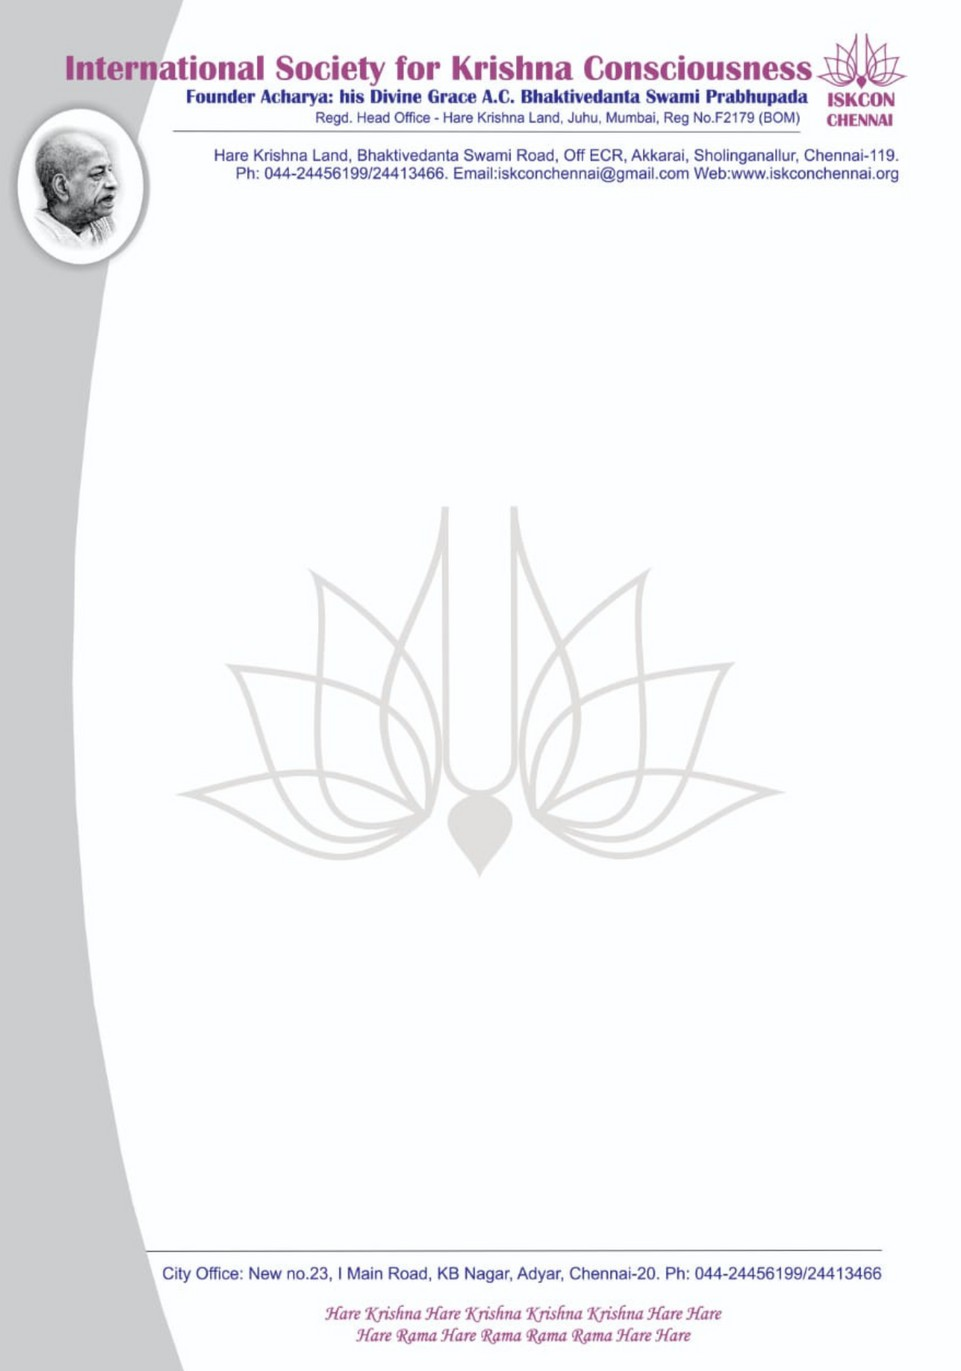 International Society for Krishna Consciousness
Founder Acharya: his Divine Grace A.C. Bhaktivedanta Swami Prabhupada
Regd. Head Office - Hare Krishna Land, Juhu, Mumbai, Reg No.F2179 (BOM)
ISKCON
CHENNAI
Hare Krishna Land, Bhaktivedanta Swami Road, Off ECR, Akkarai, Sholinganallur, Chennai-119.
Ph: 044-24456199/24413466. Email:iskconchennai@gmail.com Web:www.iskconchennai.org
City Office: New no.23, I Main Road, KB Nagar, Adyar, Chennai-20. Ph: 044-24456199/24413466
Hare Krishna Hare Krishna Krishna Krishna Hare Hare
Hare Rama Hare Rama Rama Rama Hare Hare